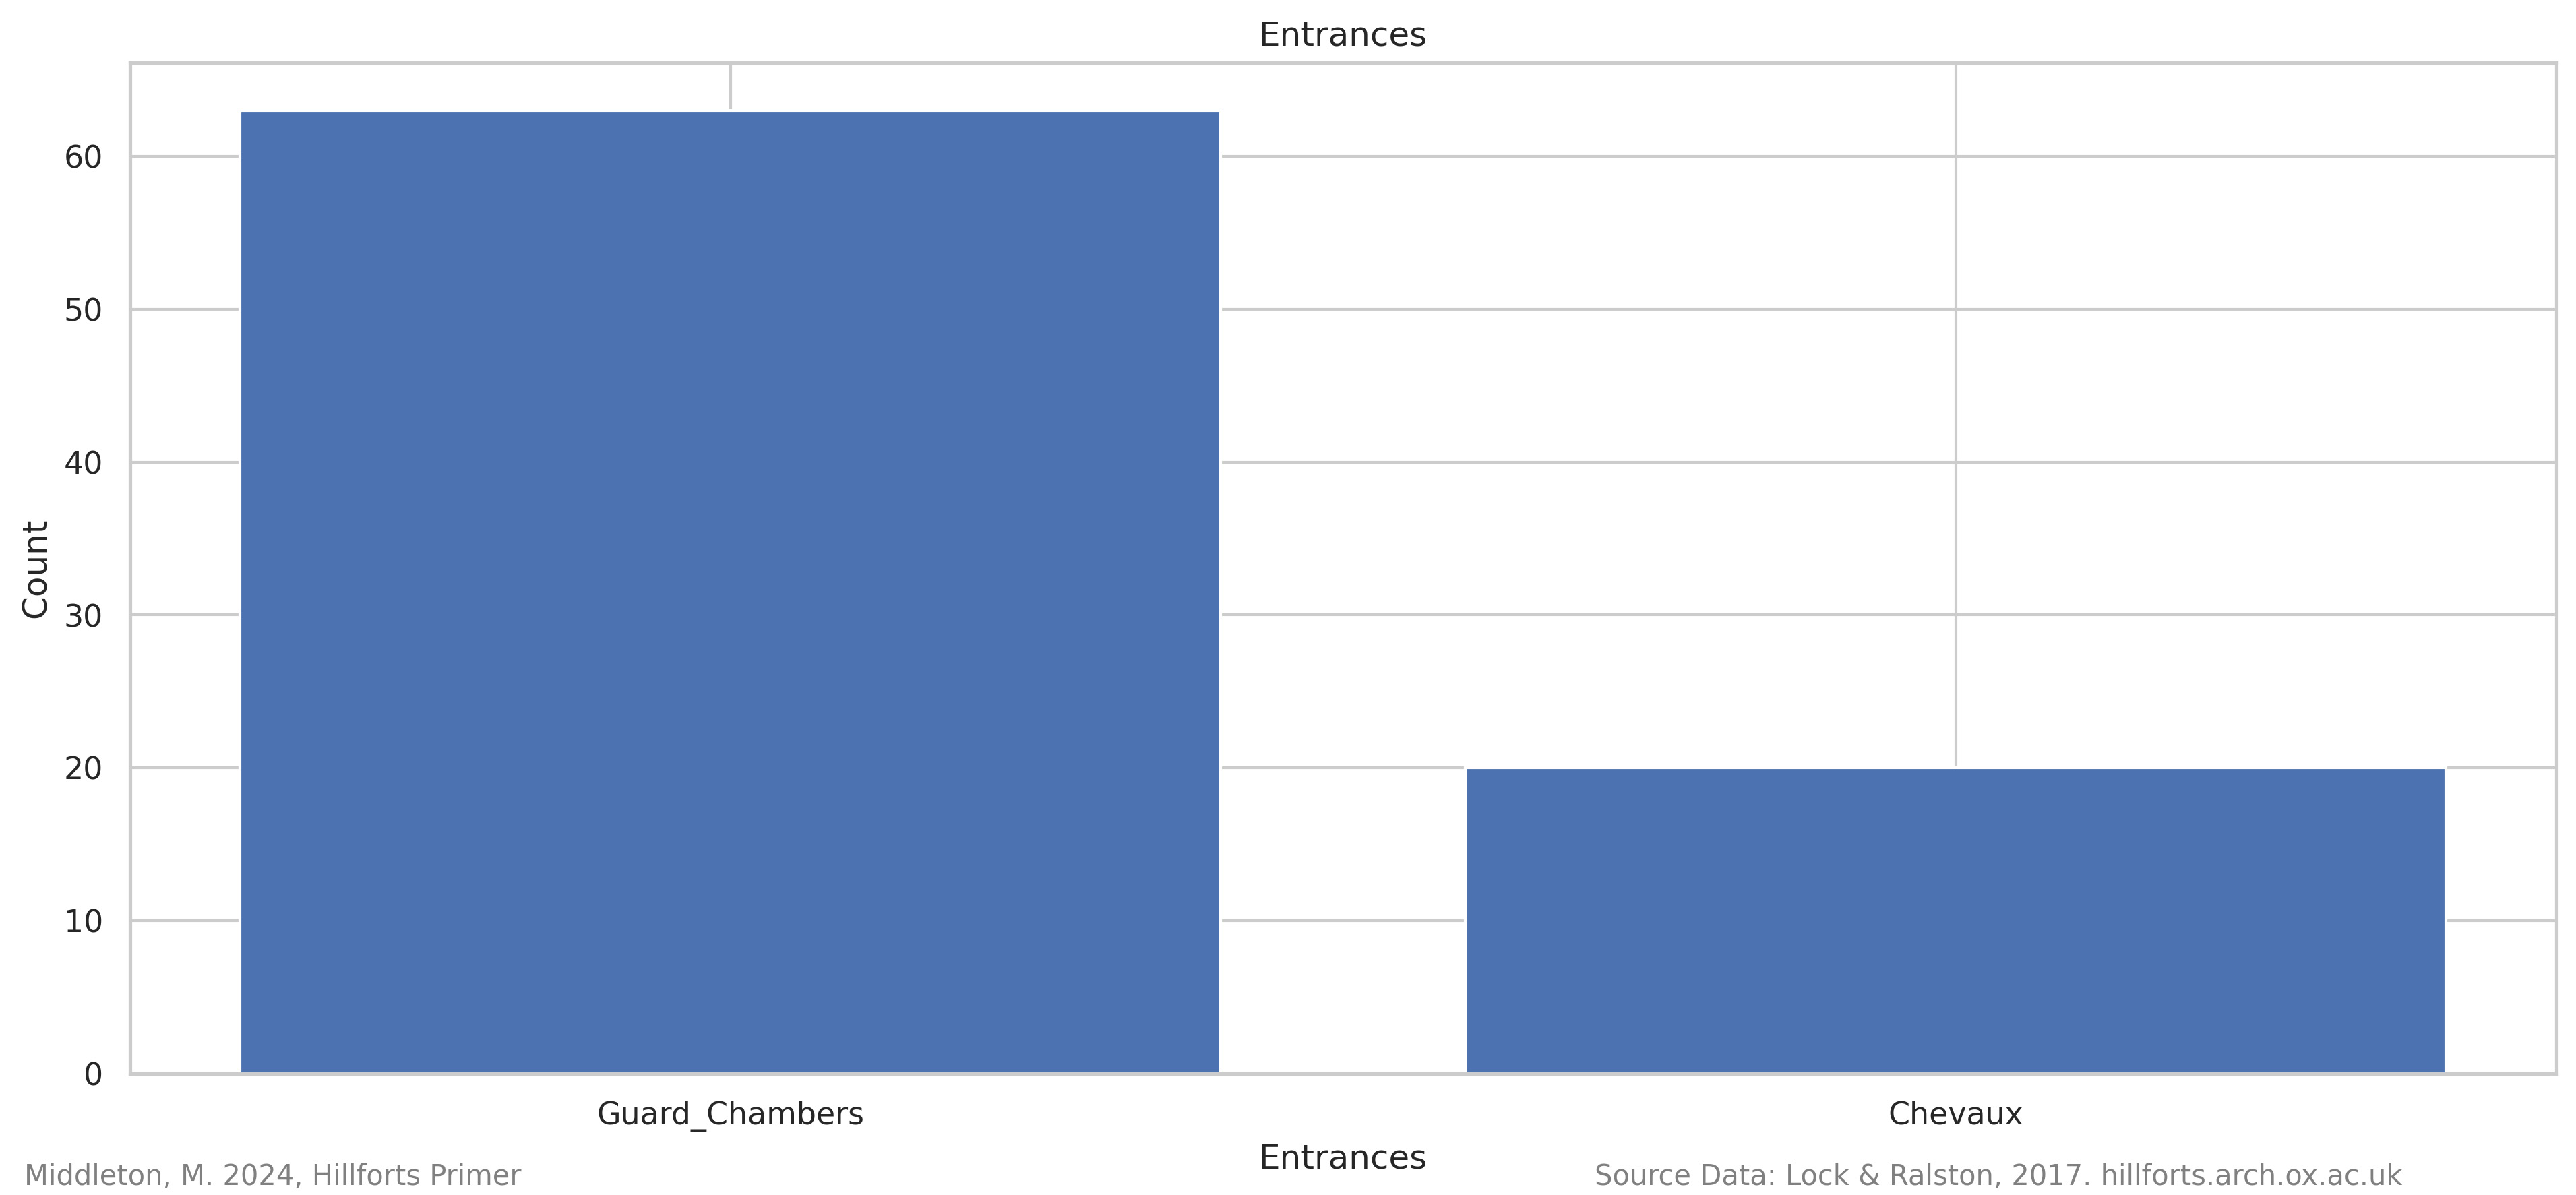 Entrances
60
50
40
30
20
10
0
Count
Guard_Chambers
Chevaux
Entrances
Middleton, M. 2024, Hillforts Primer
Source Data: Lock & Ralston, 2017. hillforts.arch.ox.ac.uk